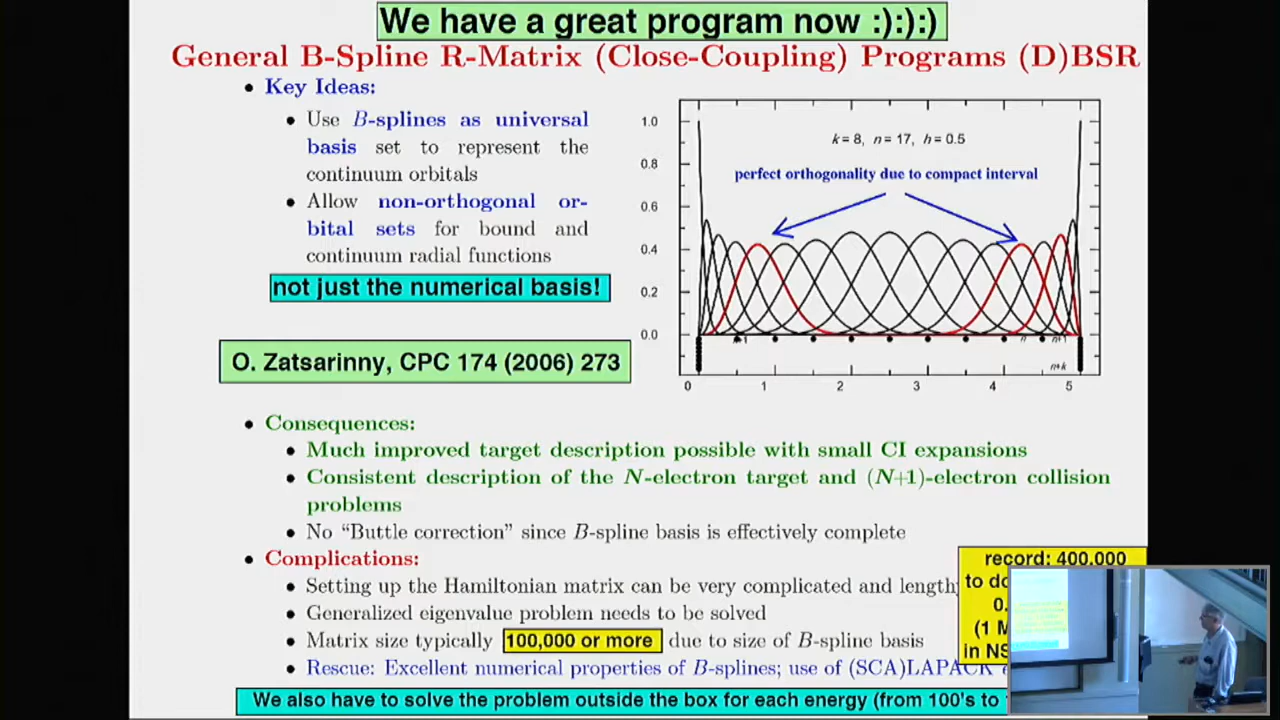 We have a great program now :):):)
General B-Spline R-Matrix (Close-Coupling) Programs (D)BSR
• Key Ideas:
• Use B-splines as universal
basis set to represent the
continuum orbitals
• Allow non-orthogonal or-
bital sets for bound and
continuum radial functions
not just the numerical basis!
O. Zatsarinny, CPC 174 (2006) 273
k = 8, n = 17, h = 0.5
perfect orthogonality due to compact interval
1.0
0.8
0.6
0.4
0.2
0.0
n n+1
n+k
0 1 2 3 4 5
• Consequences:
• Much improved target description possible with small CI expansions
• Consistent description of the N-electron target and (N+1)-electron collision
problems
• No “Buttle correction” since B-spline basis is effectively complete
• Complications:
• Setting up the Hamiltonian matrix can be very complicated and length
• Generalized eigenvalue problem needs to be solved
• Matrix size typically 100,000 or more due to size of B-spline basis
• Rescue: Excellent numerical properties of B-splines; use of (SCA)LAPACK
record: 400,000
to do
0.
(1 M
in NS
We also have to solve the problem outside the box for each energy (from 100's to